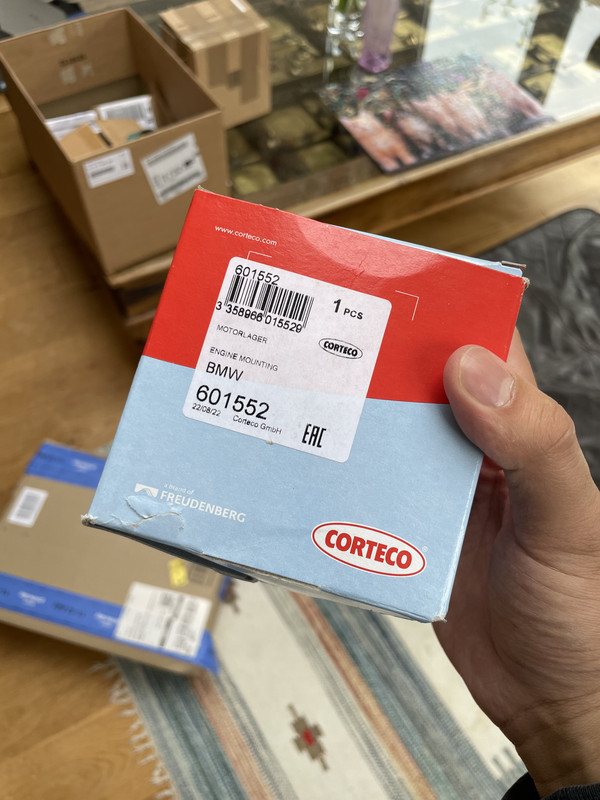 www.corteco.com
601552
3 358966 015529
1 PCS
MOTORLAGER
CORTECO
ENGINE MOUNTING
BMW
601552
22/08/22 Corteco GmbH
EAC
a brand of
FREUDENBERG
CORTECO